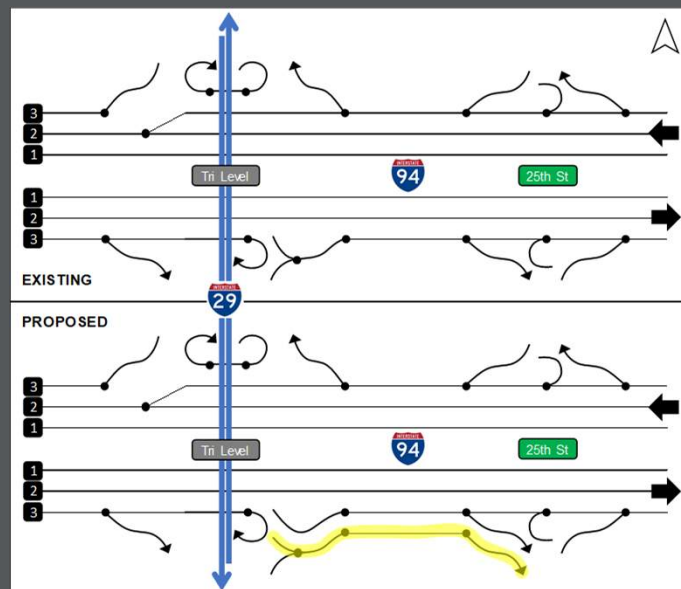 3
2
1
Tri Level
INTERSTATE
94
25th St
1
2
3
EXISTING
INTERSTATE
29
PROPOSED
3
2
1
Tri Level
INTERSTATE
94
25th St
1
2
3